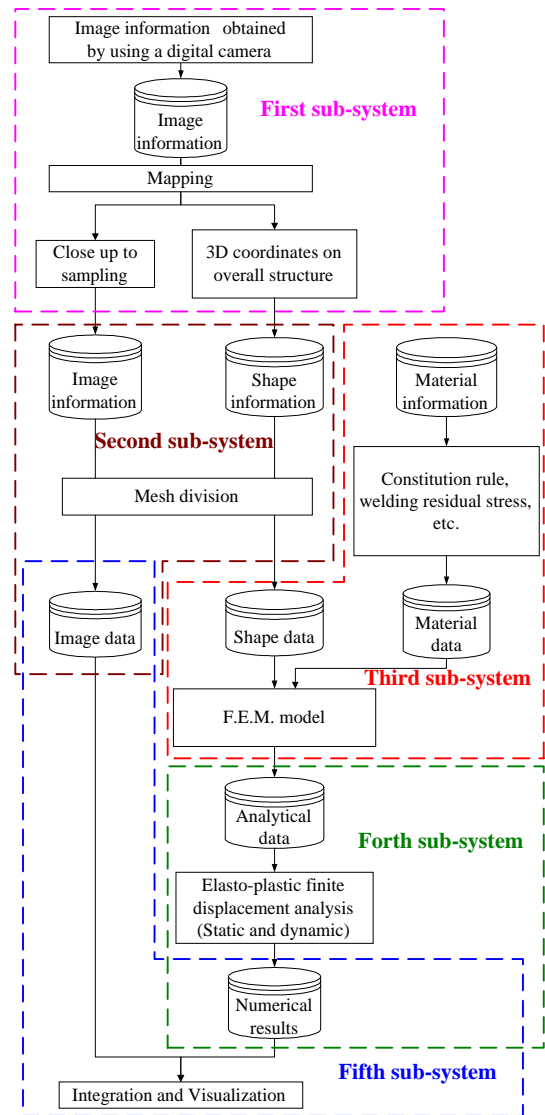 Image information obtained
by using a digital camera
First sub-system
Image
information
Mapping
Close up to
sampling
3D coordinates on
overall structure
Image
information
Shape
information
Material
information
Second sub-system
Mesh division
Constitution rule,
welding residual stress,
etc.
Image data
Shape data
Material
data
Third sub-system
F.E.M. model
Analytical
data
Forth sub-system
Elasto-plastic finite
displacement analysis
(Static and dynamic)
Numerical
results
Fifth sub-system
Integration and Visualization